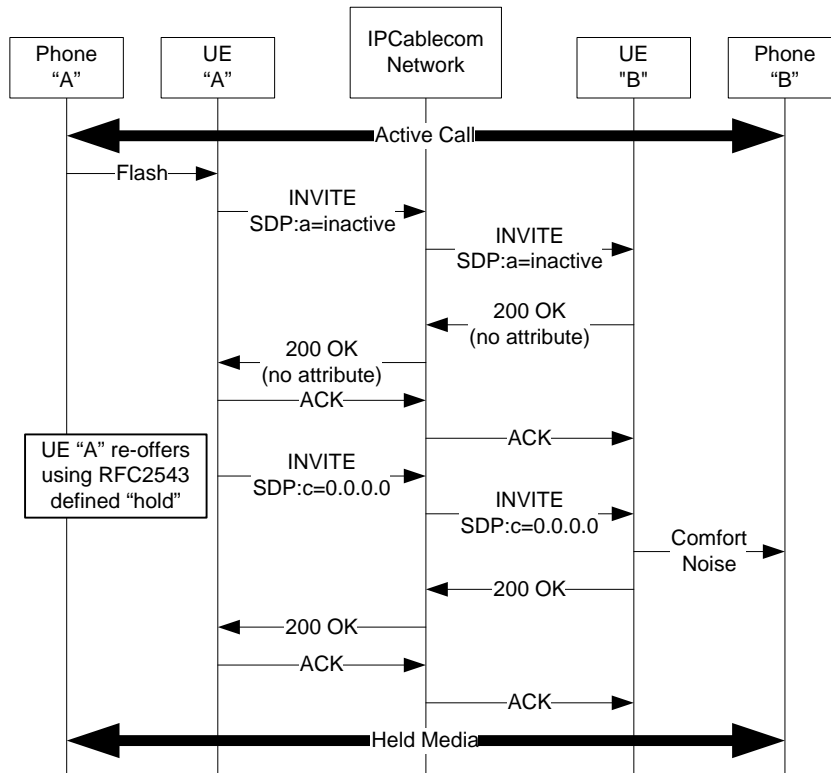 Phone
“A”
UE
“A”
IPCablecom
Network
UE
"B"
Phone
“B”
Active Call
Flash
INVITE
SDP:a=inactive
INVITE
SDP:a=inactive
200 OK
(no attribute)
200 OK
(no attribute)
ACK
ACK
UE “A” re-offers
using RFC2543
defined “hold”
INVITE
SDP:c=0.0.0.0
INVITE
SDP:c=0.0.0.0
Comfort
Noise
200 OK
200 OK
ACK
ACK
Held Media